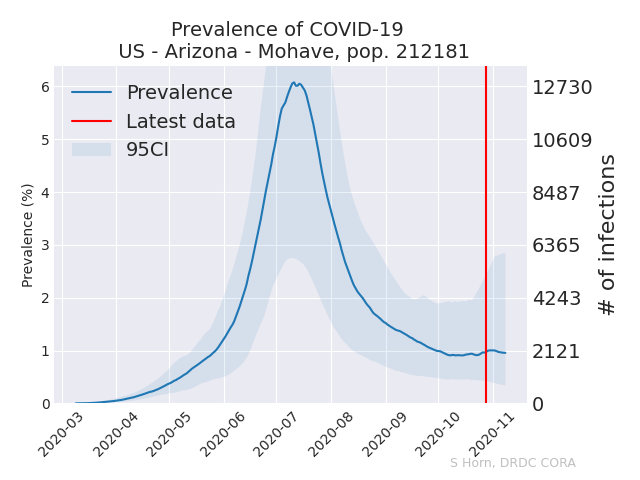 Prevalence of COVID-19
US - Arizona - Mohave, pop. 212181
Prevalence
Latest data
95CI
Prevalence (%)
6
5
4
3
2
1
0
12730
10609
8487
6365
4243
2121
0
# of infections
2020-03
2020-04
2020-05
2020-06
2020-07
2020-08
2020-09
2020-10
2020-11
S Horn, DRDC CORA